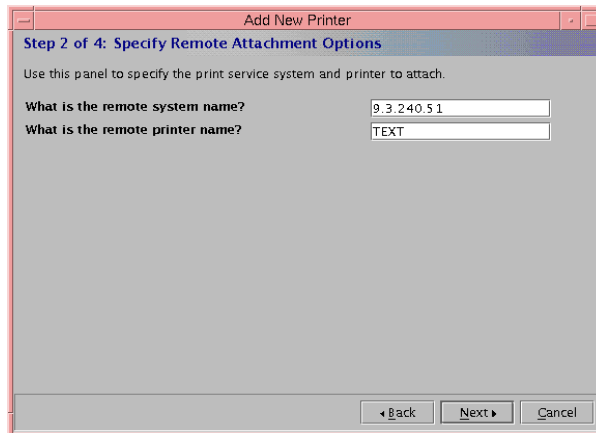 Add New Printer
Step 2 of 4: Specify Remote Attachment Options
Use this panel to specify the print service system and printer to attach.
What is the remote system name? 9.3.240.51
What is the remote printer name? TEXT
Back Next Cancel